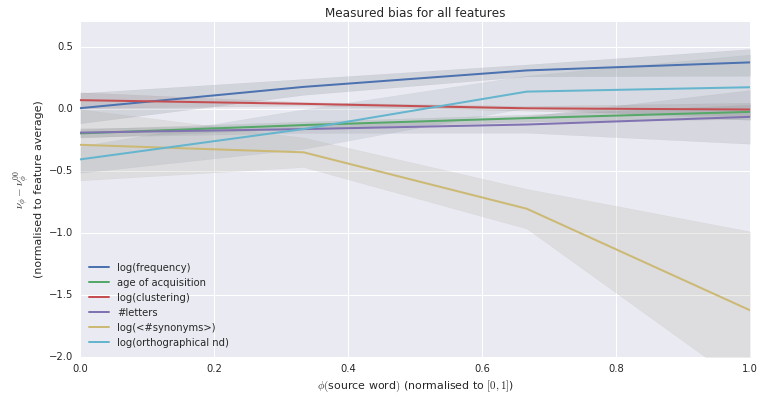 Measured bias for all features
0.5
0.0
−0.5
−1.0
−1.5
−2.0
ν_ϕ − ν_ϕ^00
(normalised to feature average)
log(frequency)
age of acquisition
log(clustering)
#letters
log(<#synonyms>)
log(orthographical nd)
0.0 0.2 0.4 0.6 0.8 1.0
ϕ(source word) (normalised to [0, 1])